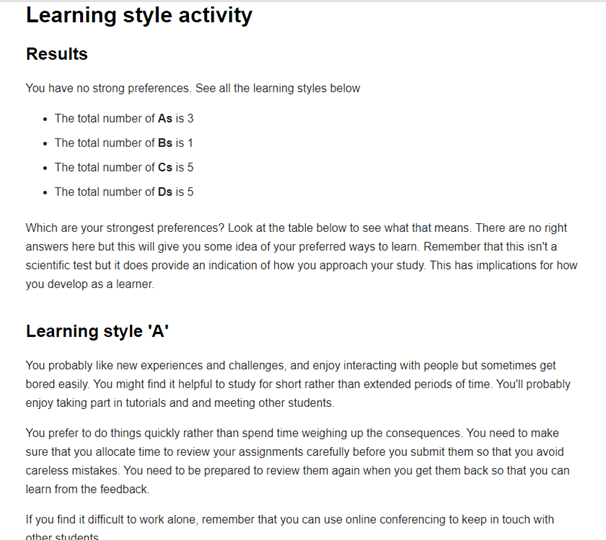 Learning style activity
Results
You have no strong preferences. See all the learning styles below
• The total number of As is 3
• The total number of Bs is 1
• The total number of Cs is 5
• The total number of Ds is 5
Which are your strongest preferences? Look at the table below to see what that means. There are no right
answers here but this will give you some idea of your preferred ways to learn. Remember that this isn't a
scientific test but it does provide an indication of how you approach your study. This has implications for how
you develop as a learner.
Learning style 'A'
You probably like new experiences and challenges, and enjoy interacting with people but sometimes get
bored easily. You might find it helpful to study for short rather than extended periods of time. You'll probably
enjoy taking part in tutorials and and meeting other students.
You prefer to do things quickly rather than spend time weighing up the consequences. You need to make
sure that you allocate time to review your assignments carefully before you submit them so that you avoid
careless mistakes. You need to be prepared to review them again when you get them back so that you can
learn from the feedback.
If you find it difficult to work alone, remember that you can use online conferencing to keep in touch with
other students